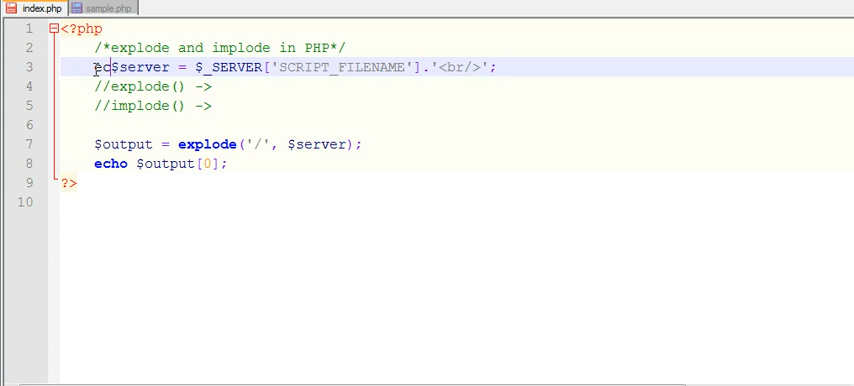 index.php sample.php
1 <?php
2 /*explode and implode in PHP*/
3 ec$server = $_SERVER['SCRIPT_FILENAME'].'<br/>';
4 //explode() ->
5 //implode() ->
6
7 $output = explode('/', $server);
8 echo $output[0];
9 ?>
10